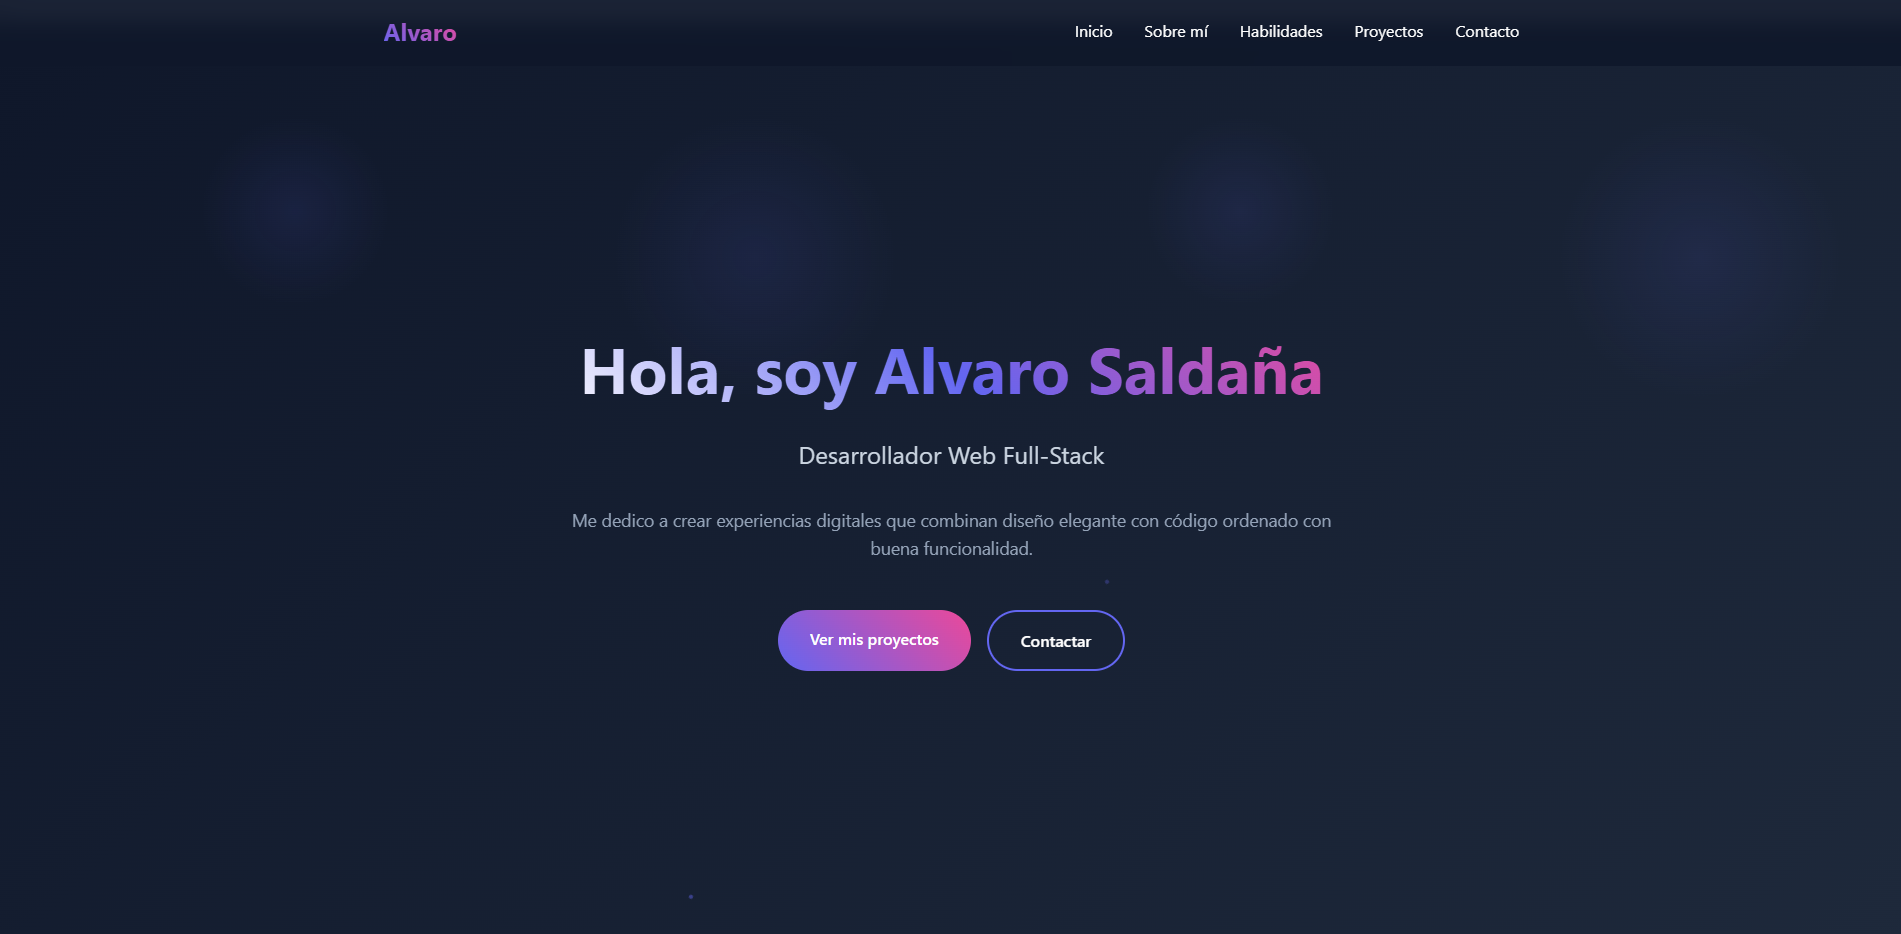 Alvaro
Inicio Sobre mí Habilidades Proyectos Contacto
Hola, soy Alvaro Saldaña
Desarrollador Web Full-Stack
Me dedico a crear experiencias digitales que combinan diseño elegante con código ordenado con
buena funcionalidad.
Ver mis proyectos
Contactar